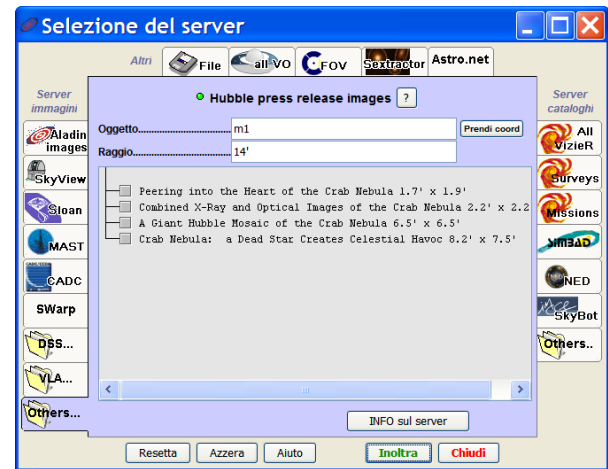 Selezione del server
Altri File all VO FOV Sextractor Astro.net
Server immagini
Server cataloghi
Hubble press release images ?
Oggetto m1 Prendi coord
Raggio 14'
Peering into the Heart of the Crab Nebula 1.7' x 1.9'
Combined X-Ray and Optical Images of the Crab Nebula 2.2' x 2.2
A Giant Hubble Mosaic of the Crab Nebula 6.5' x 6.5'
Crab Nebula: a Dead Star Creates Celestial Havoc 8.2' x 7.5'
Aladin images
SkyView
Sloan
MAST
CADC
SWarp
DSS...
VLA...
Others...
All VizieR
Surveys
Missions
SIMBAD
NED
SkyBot
Others..
INFO sul server
Resetta Azzera Aiuto Inoltra Chiudi